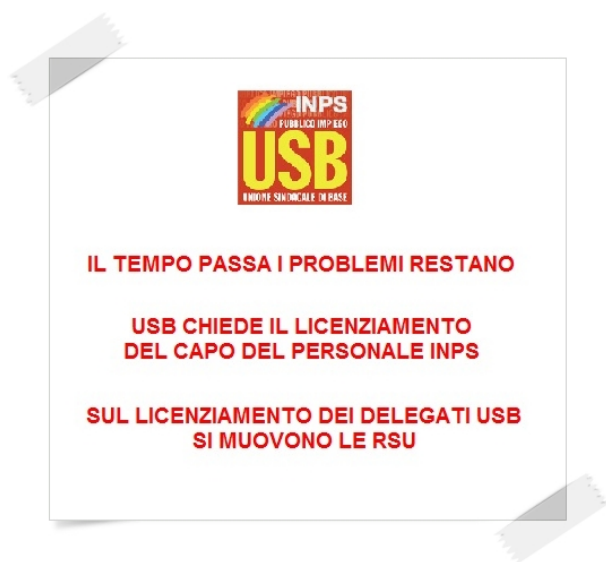 INPS
PUBBLICO IMPIEGO
USB
UNIONE SINDACALE DI BASE
IL TEMPO PASSA I PROBLEMI RESTANO
USB CHIEDE IL LICENZIAMENTO
DEL CAPO DEL PERSONALE INPS
SUL LICENZIAMENTO DEI DELEGATI USB
SI MUOVONO LE RSU